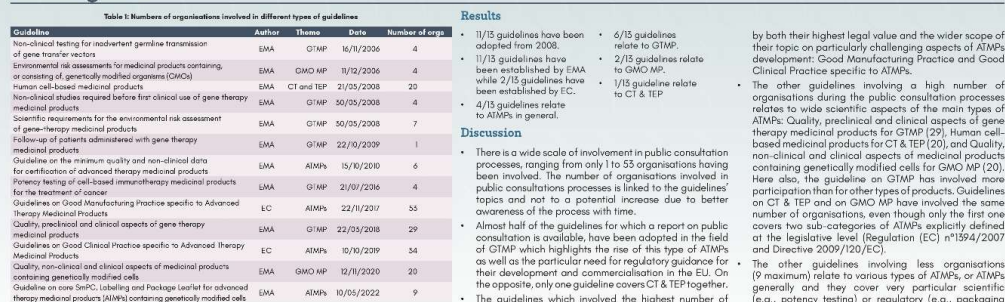 Table I: Numbers of organisations involved in different types of guidelines
Guideline Author Theme Date Number of orgs
Non-clinical testing for inadvertent germline transmission
of gene transfer vectors EMA GTMP 16/11/2006 4
Environmental risk assessments for medicinal products containing,
or consisting of, genetically modified organisms (GMOs) EMA GMO MP 11/12/2006 4
Human cell-based medicinal products EMA CT and TEP 21/05/2008 20
Non-clinical studies required before first clinical use of gene therapy
medicinal products EMA GTMP 30/05/2008 4
Scientific requirements for the environmental risk assessment
of gene-therapy medicinal products EMA GTMP 30/05/2008 7
Follow-up of patients administered with gene therapy
medicinal products EMA GTMP 22/10/2009 1
Guideline on the minimum quality and non-clinical data
for certification of advanced therapy medicinal products EMA ATMPs 15/10/2010 6
Potency testing of cell-based immunotherapy medicinal products
for the treatment of cancer EMA GTMP 21/07/2016 4
Guidelines on Good Manufacturing Practice specific to Advanced
Therapy Medicinal Products EC ATMPs 22/11/2017 53
Quality, preclinical and clinical aspects of gene therapy
medicinal products EMA GTMP 22/03/2018 29
Guidelines on Good Clinical Practice specific to Advanced Therapy
Medicinal Products EC ATMPs 10/10/2019 34
Quality, non-clinical and clinical aspects of medicinal products
containing genetically modified cells EMA GMO MP 12/11/2020 20
Guideline on core SmPC, Labelling and Package Leaflet for advanced
therapy medicinal products (ATMPs) containing genetically modified cells EMA ATMPs 10/05/2022 9
Results
• 11/13 guidelines have been
adopted from 2008.
• 11/13 guidelines have
been established by EMA
while 2/13 guidelines have
been established by EC.
• 4/13 guidelines relate
to ATMPs in general.
• 6/13 guidelines
relate to GTMP.
• 2/13 guidelines relate
to GMO MP.
• 1/13 guideline relate
to CT & TEP
Discussion
• There is a wide scale of involvement in public consultation
processes, ranging from only 1 to 53 organisations having
been involved. The number of organisations involved in
public consultations processes is linked to the guidelines'
topics and not to a potential increase due to better
awareness of the process with time.
• Almost half of the guidelines for which a report on public
consultation is available, have been adopted in the field
of GTMP which highlights the rise of this type of ATMPs
as well as the particular need for regulatory guidance for
their development and commercialisation in the EU. On
the opposite, only one guideline covers CT & TEP together.
• The guidelines which involved the highest number of
by both their highest legal value and the wider scope of
their topic on particularly challenging aspects of ATMPs
development: Good Manufacturing Practice and Good
Clinical Practice specific to ATMPs.
• The other guidelines involving a high number of
organisations during the public consultation processes
relates to wide scientific aspects of the main types of
ATMPs: Quality, preclinical and clinical aspects of gene
therapy medicinal products for GTMP (29), Human cell-
based medicinal products for CT & TEP (20), and Quality,
non-clinical and clinical aspects of medicinal products
containing genetically modified cells for GMO MP (20).
Here also, the guideline on GTMP has involved more
participation than for other types of products. Guidelines
on CT & TEP and on GMO MP have involved the same
number of organisations, even though only the first one
covers two sub-categories of ATMPs explicitly defined
at the legislative level (Regulation (EC) n°1394/2007
and Directive 2009/120/EC).
• The other guidelines involving less organisations
(9 maximum) relate to various types of ATMPs, or ATMPs
generally and they cover very particular scientific
(e.g., potency testing) or regulatory (e.g., package